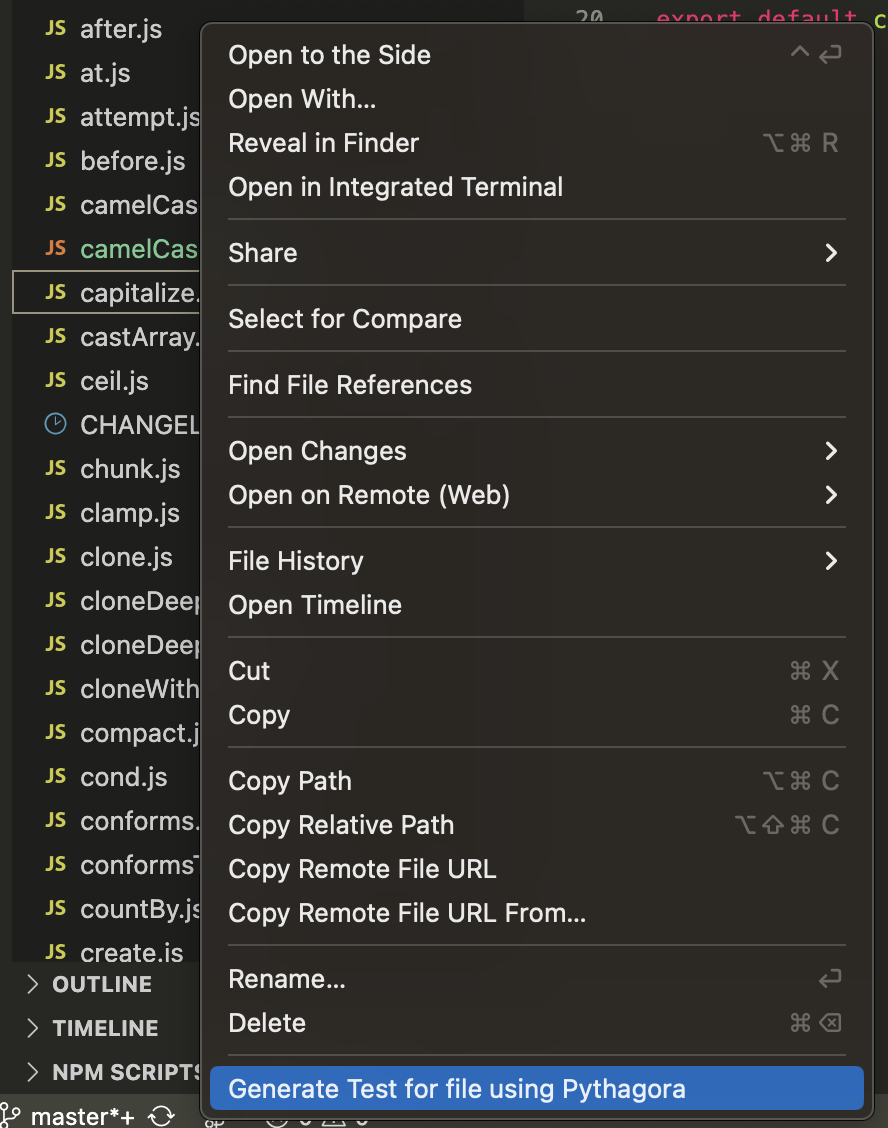 20 export default c
JS after.js
JS at.js
JS attempt.js
JS before.js
JS camelCas
JS camelCas
JS capitalize.
JS castArray.
JS ceil.js
CHANGEL
JS chunk.js
JS clamp.js
JS clone.js
JS cloneDeep
JS cloneDeep
JS cloneWith
JS compact.j
JS cond.js
JS conforms.
JS conformsT
JS countBy.js
JS create.js
OUTLINE
TIMELINE
NPM SCRIPTS
master*+
Open to the Side ^ ↩
Open With...
Reveal in Finder ⌥⌘ R
Open in Integrated Terminal
Share
Select for Compare
Find File References
Open Changes
Open on Remote (Web)
File History
Open Timeline
Cut ⌘ X
Copy ⌘ C
Copy Path ⌥⌘ C
Copy Relative Path ⌥⇧⌘ C
Copy Remote File URL
Copy Remote File URL From...
Rename... ↩
Delete ⌘ ⌫
Generate Test for file using Pythagora